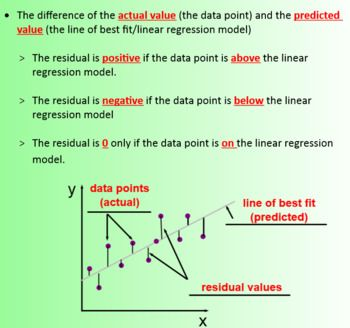 • The difference of the actual value (the data point) and the predicted
value (the line of best fit/linear regression model)
> The residual is positive if the data point is above the linear
regression model.
> The residual is negative if the data point is below the linear
regression model
> The residual is 0 only if the data point is on the linear regression
model.
y
data points
(actual)
line of best fit
(predicted)
residual values
x